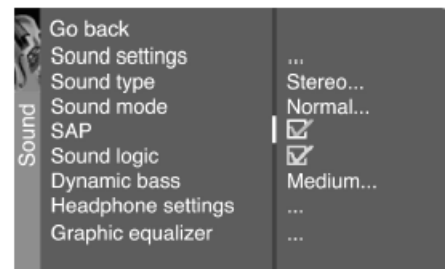 Sound
Go back
Sound settings ...
Sound type Stereo...
Sound mode Normal...
SAP
Sound logic
Dynamic bass Medium...
Headphone settings ...
Graphic equalizer ...